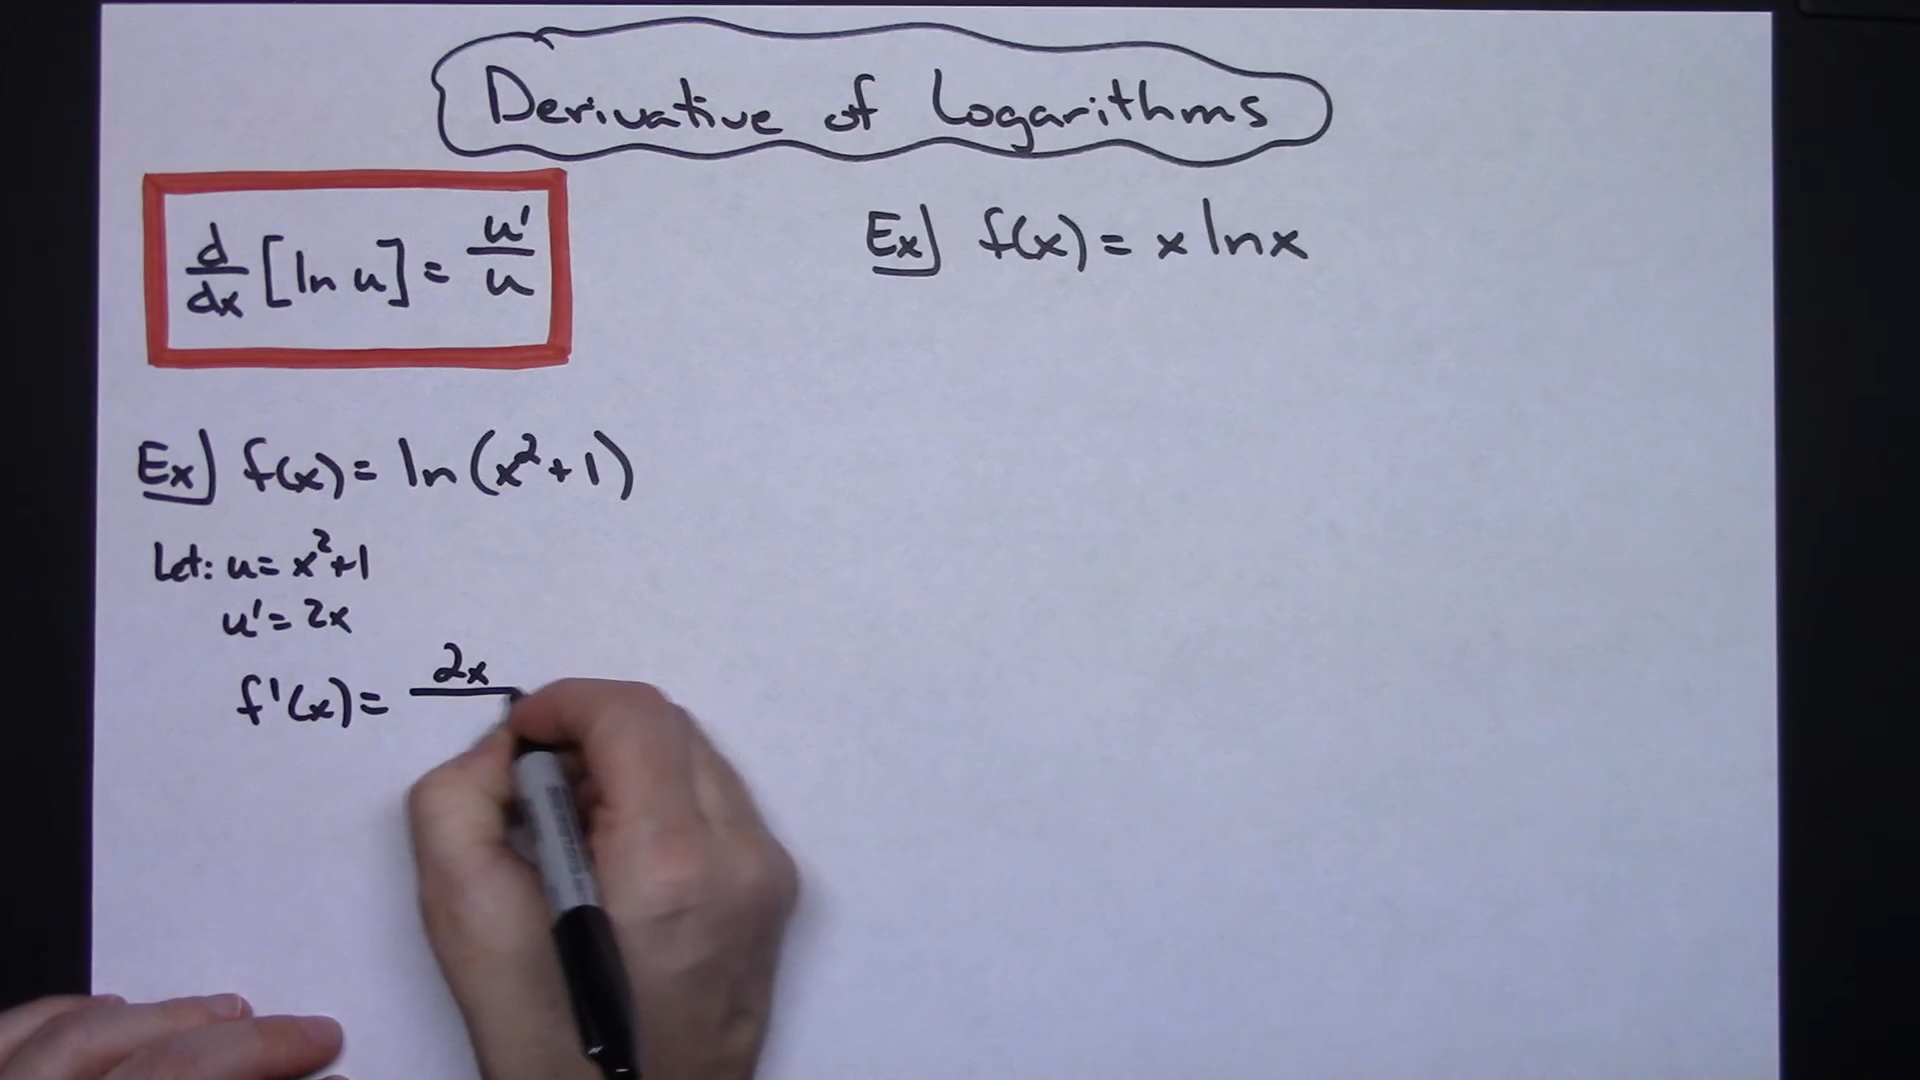 Derivative of Logarithms
d/dx [ln u] = u'/u
Ex) f(x) = ln(x²+1)
Let: u = x²+1
u' = 2x
f'(x) = 2x/
Ex) f(x) = x ln x